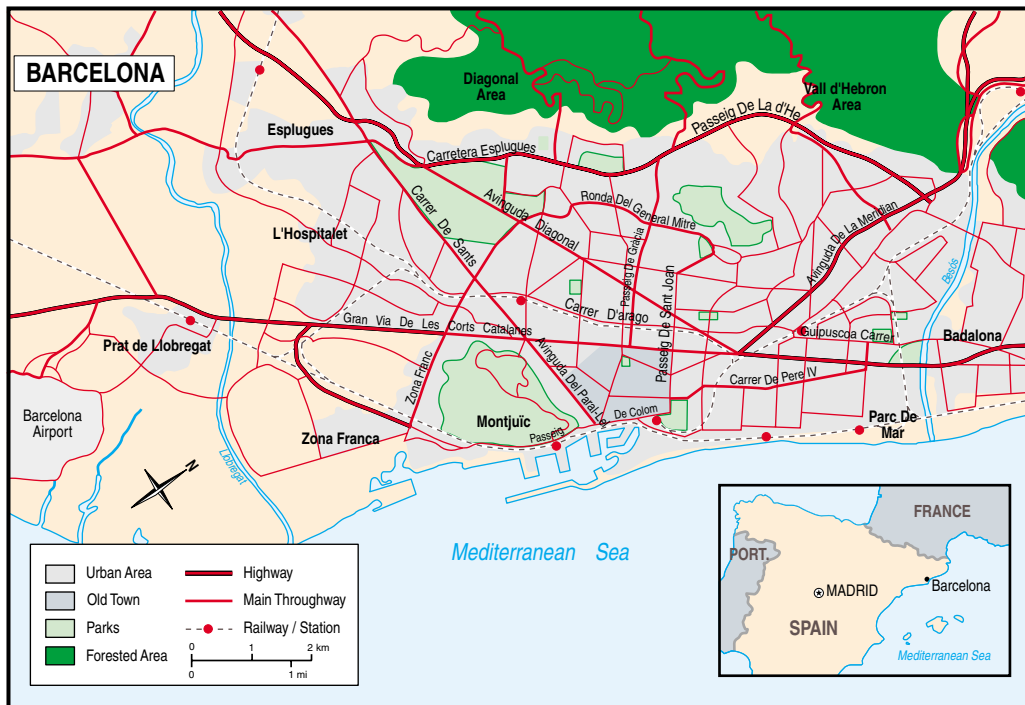 BARCELONA
Diagonal
Area
Vall d'Hebron
Area
Esplugues
Passeig De La d'He
Carretera Esplugues
Carrer De Sants
Avinguda Diagonal
Ronda Del General Mitre
L'Hospitalet
Passeig De Gràcia
Passeig De Sant Joan
Avinguda De La Meridian
Besós
Carrer D'arago
Gran Via De Les Corts Catalanes
Guipuscoa Carrer
Badalona
Prat de Llobregat
Zona Franc
Avinguda Del Paral-Lel
Carrer De Pere IV
Barcelona
Airport
Zona Franca
Montjuïc
Passeig
De Colom
Parc De
Mar
Llobregat
N
Mediterranean Sea
Urban Area
Old Town
Parks
Forested Area
Highway
Main Throughway
Railway / Station
0 1 2 km
0 1 mi
FRANCE
PORT.
MADRID
Barcelona
SPAIN
Mediterranean Sea